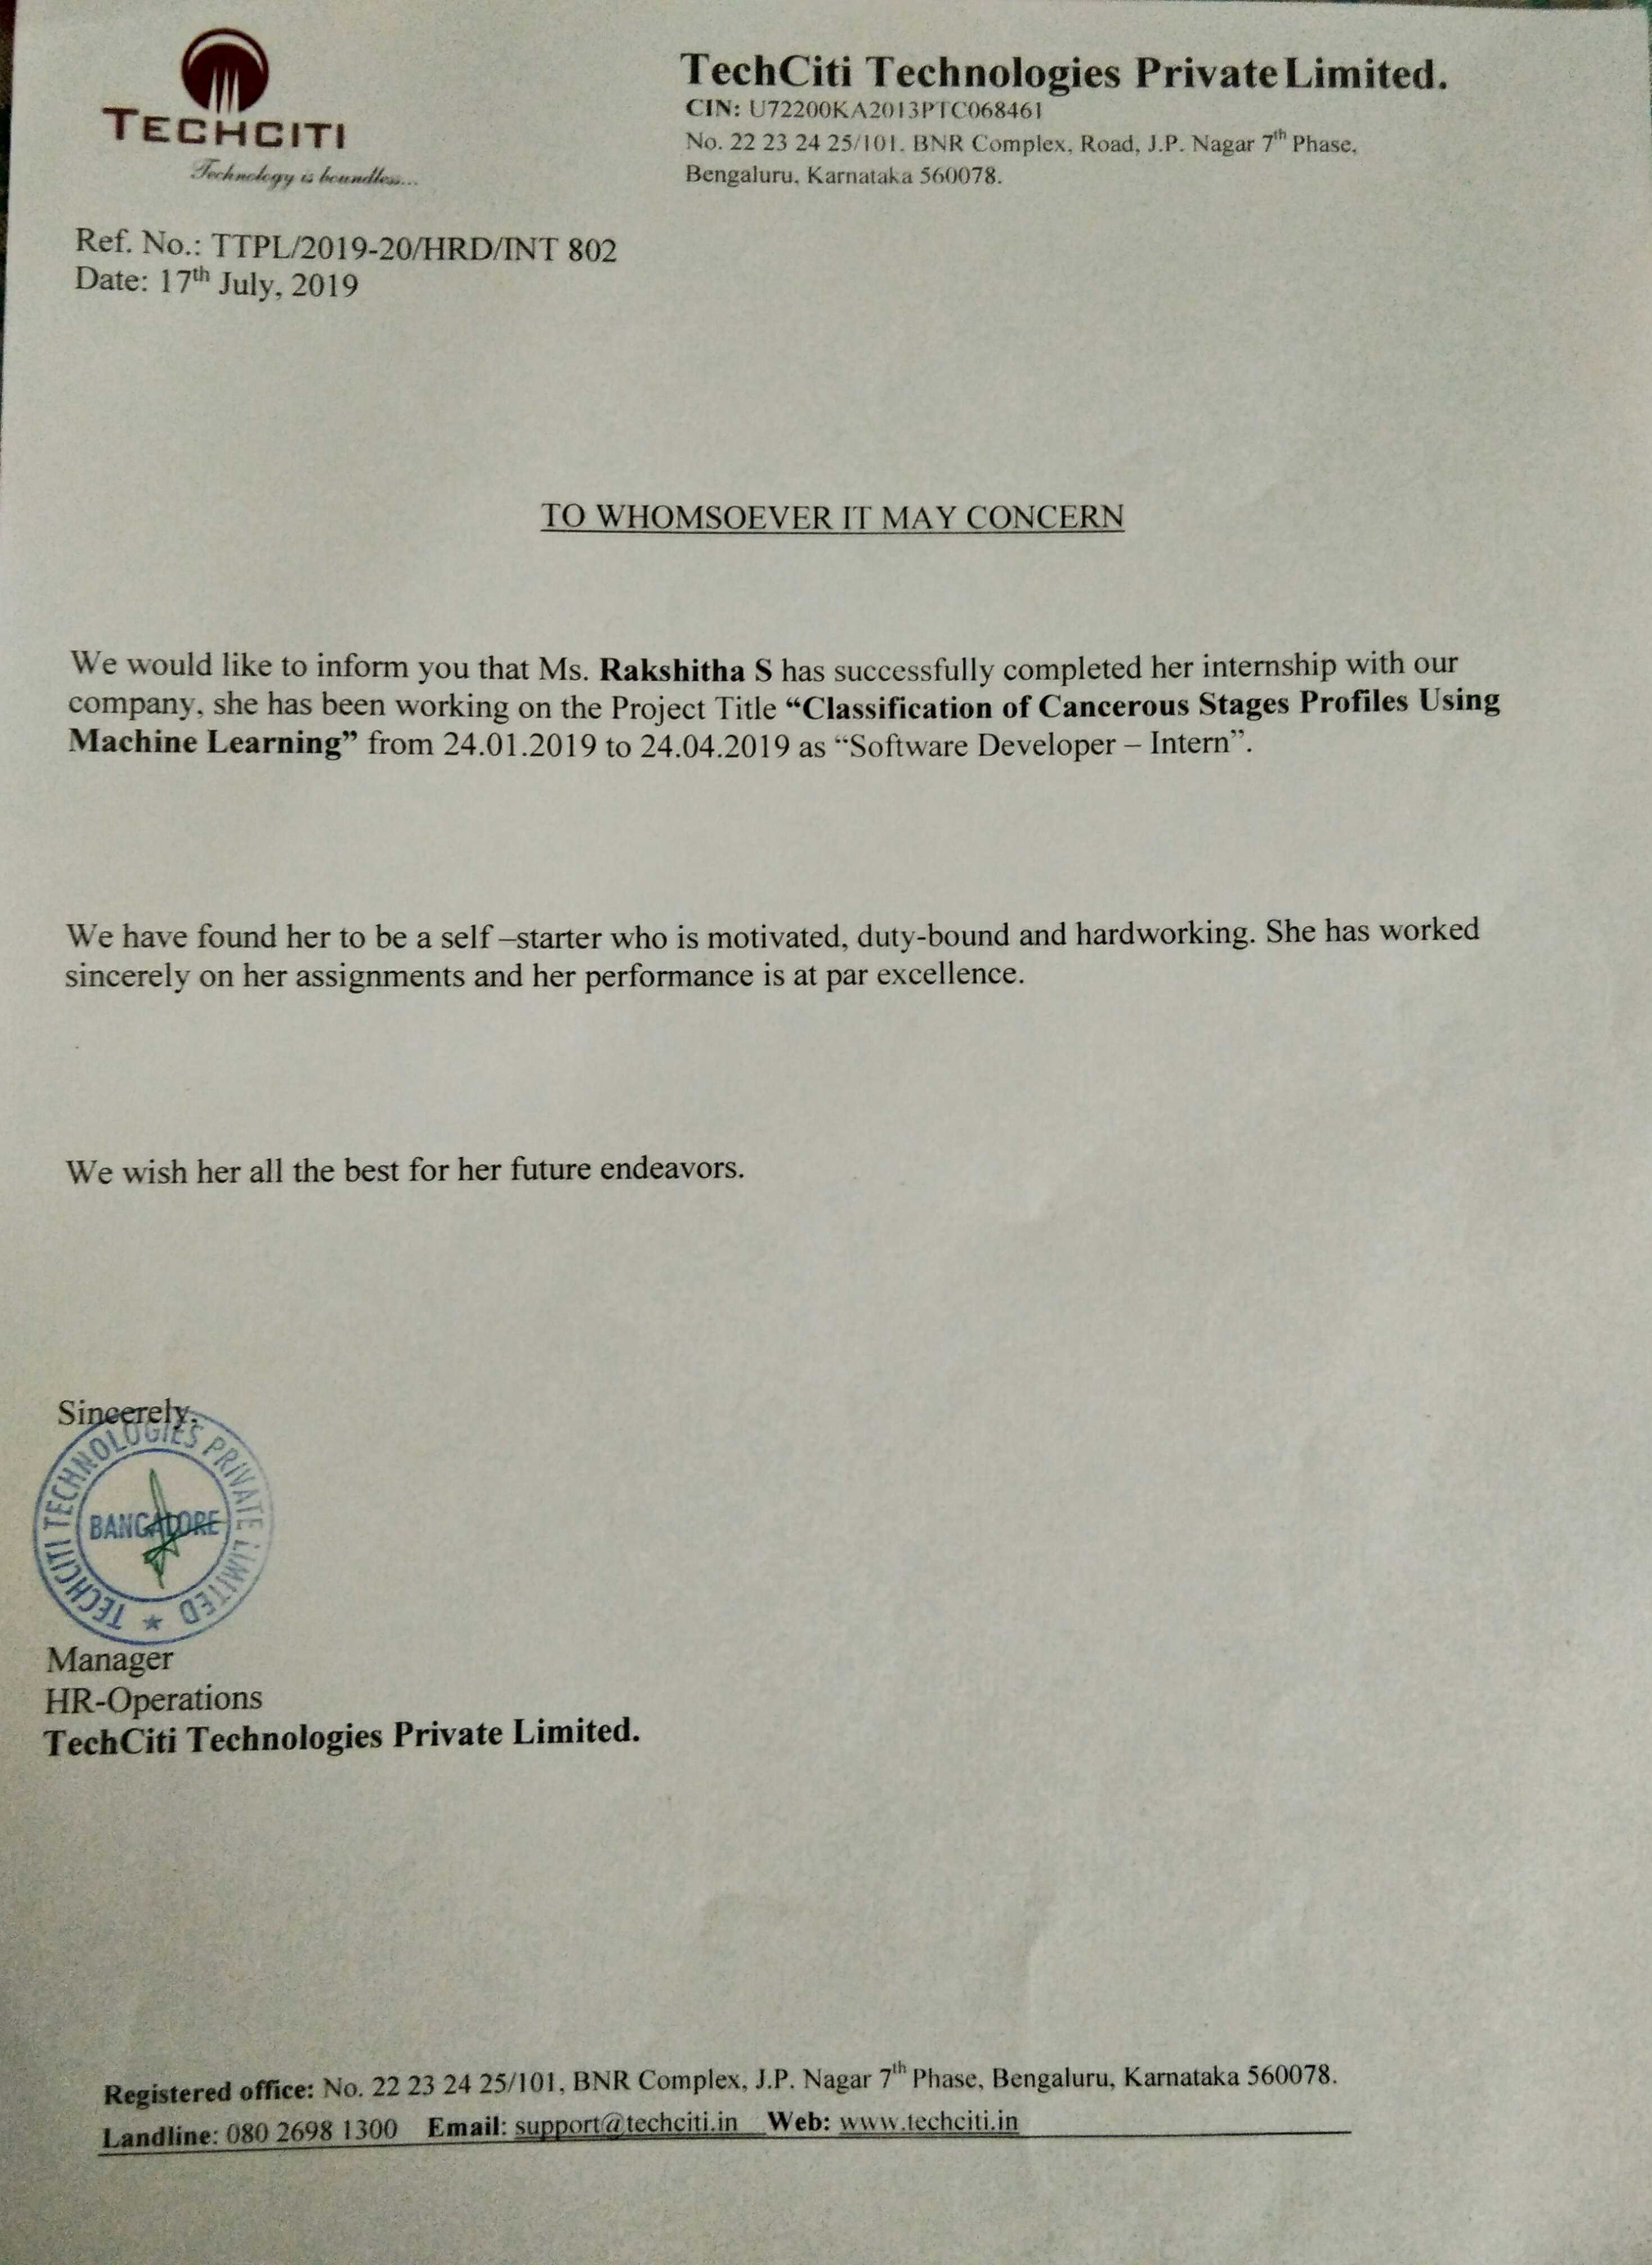 TECHCITI
Technology is boundless...
TechCiti Technologies Private Limited.
CIN: U72200KA2013PTC068461
No. 22 23 24 25/101. BNR Complex, Road, J.P. Nagar 7th Phase,
Bengaluru, Karnataka 560078.
Ref. No.: TTPL/2019-20/HRD/INT 802
Date: 17th July, 2019
TO WHOMSOEVER IT MAY CONCERN
We would like to inform you that Ms. Rakshitha S has successfully completed her internship with our
company, she has been working on the Project Title “Classification of Cancerous Stages Profiles Using
Machine Learning” from 24.01.2019 to 24.04.2019 as “Software Developer – Intern”.
We have found her to be a self –starter who is motivated, duty-bound and hardworking. She has worked
sincerely on her assignments and her performance is at par excellence.
We wish her all the best for her future endeavors.
Sincerely,
TECHCITI TECHNOLOGIES PRIVATE LIMITED
BANGALORE
Manager
HR-Operations
TechCiti Technologies Private Limited.
Registered office: No. 22 23 24 25/101, BNR Complex, J.P. Nagar 7th Phase, Bengaluru, Karnataka 560078.
Landline: 080 2698 1300 Email: support@techciti.in Web: www.techciti.in